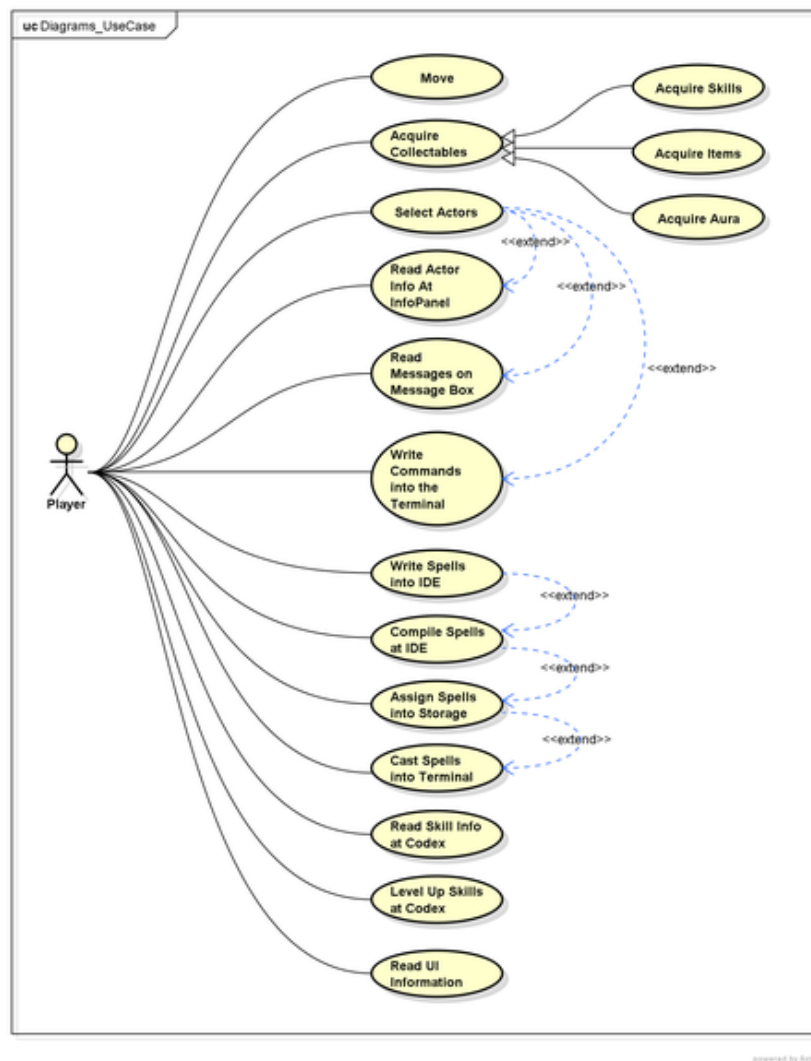 uc Diagrams_UseCase
Move
Acquire Skills
Acquire
Collectables
Acquire Items
Select Actors
Acquire Aura
<<extend>>
Read Actor
Info At
InfoPanel
<<extend>>
Read
Messages on
Message Box
<<extend>>
Write
Commands
into the
Terminal
Player
Write Spells
into IDE
<<extend>>
Compile Spells
at IDE
<<extend>>
Assign Spells
into Storage
<<extend>>
Cast Spells
into Terminal
Read Skill Info
at Codex
Level Up Skills
at Codex
Read UI
Information
powered by